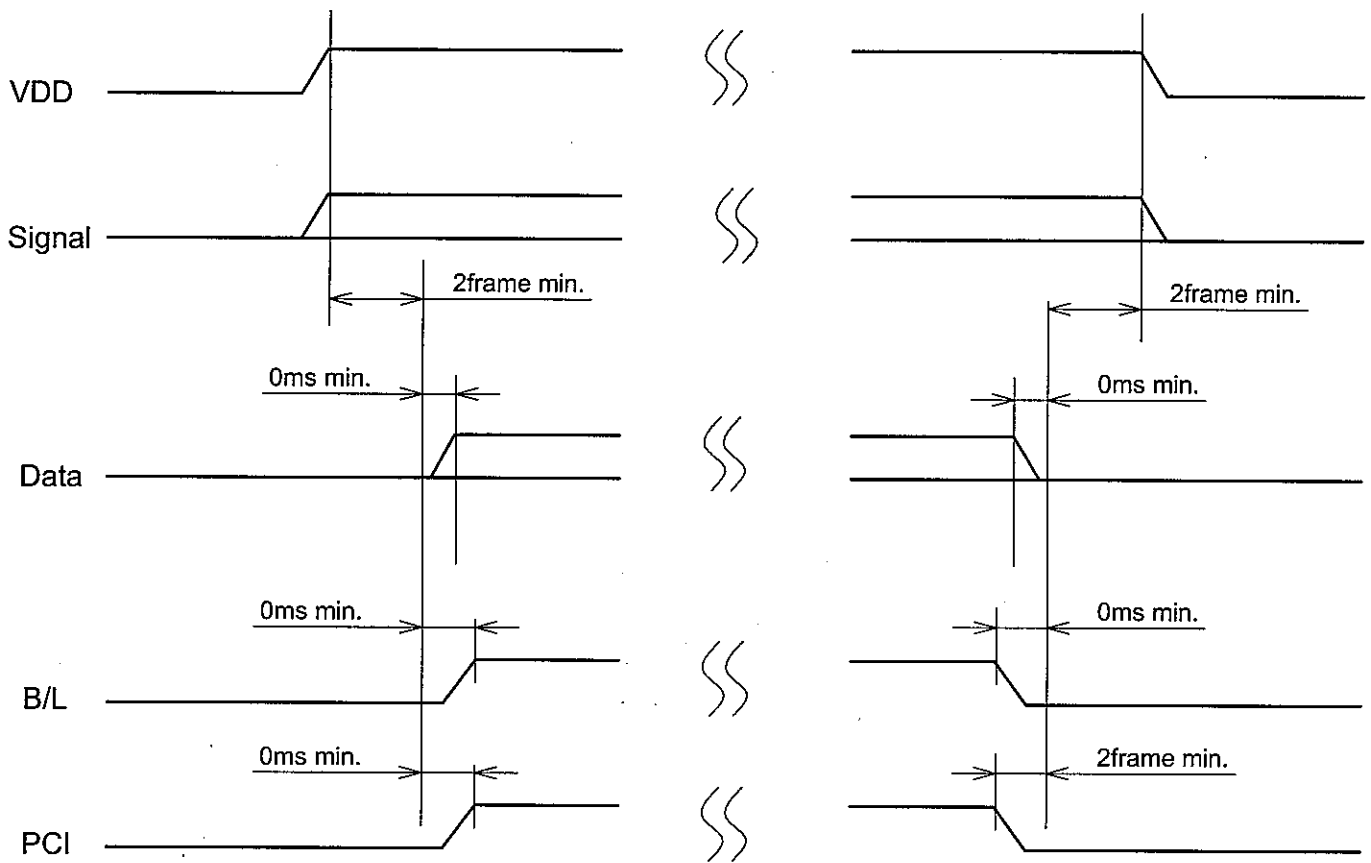 VDD
Signal
2frame min.
2frame min.
0ms min.
0ms min.
Data
0ms min.
0ms min.
B/L
0ms min.
2frame min.
PCI